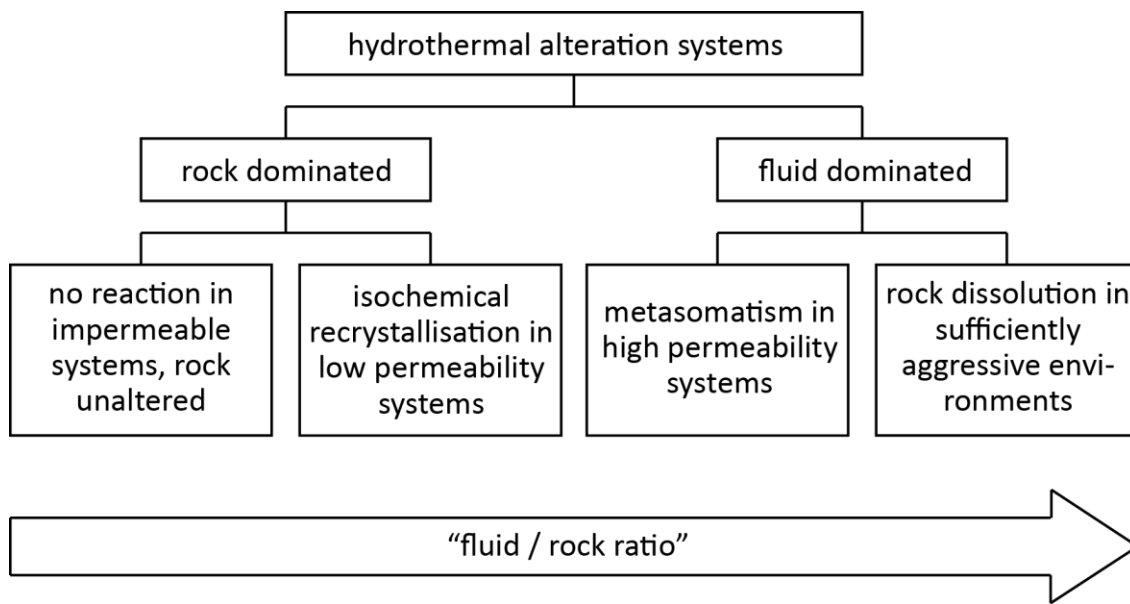 hydrothermal alteration systems
rock dominated
fluid dominated
no reaction in
impermeable
systems, rock
unaltered
isochemical
recrystallisation in
low permeability
systems
metasomatism in
high permeability
systems
rock dissolution in
sufficiently
aggressive envi-
ronments
“fluid / rock ratio”